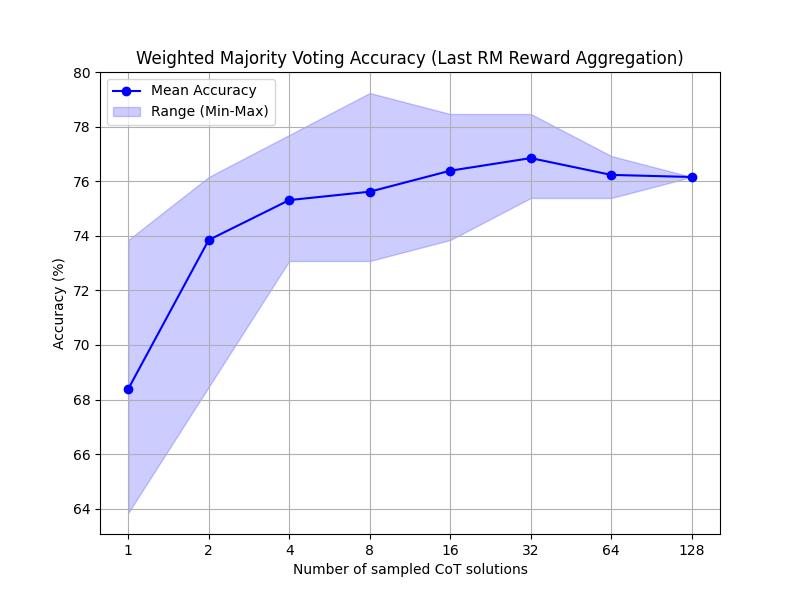 Weighted Majority Voting Accuracy (Last RM Reward Aggregation)
Mean Accuracy
Range (Min-Max)
Accuracy (%)
80
78
76
74
72
70
68
66
64
1 2 4 8 16 32 64 128
Number of sampled CoT solutions